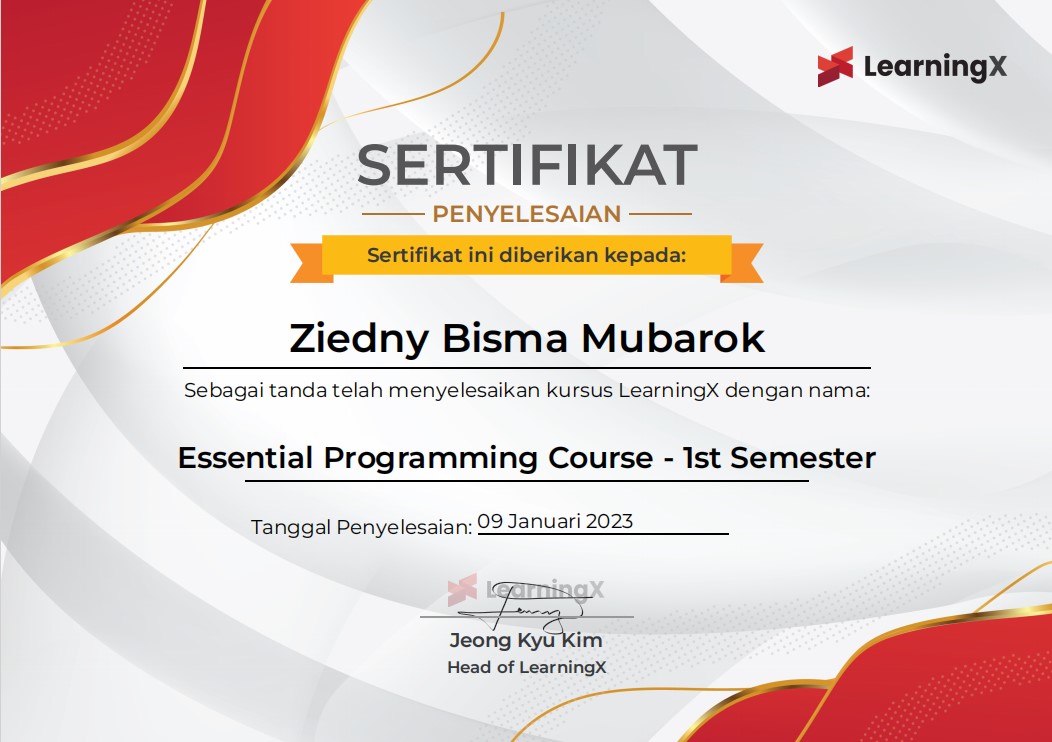 LearningX
SERTIFIKAT
PENYELESAIAN
Sertifikat ini diberikan kepada:
Ziedny Bisma Mubarok
Sebagai tanda telah menyelesaikan kursus LearningX dengan nama:
Essential Programming Course - 1st Semester
Tanggal Penyelesaian: 09 Januari 2023
LearningX
Jeong Kyu Kim
Head of LearningX